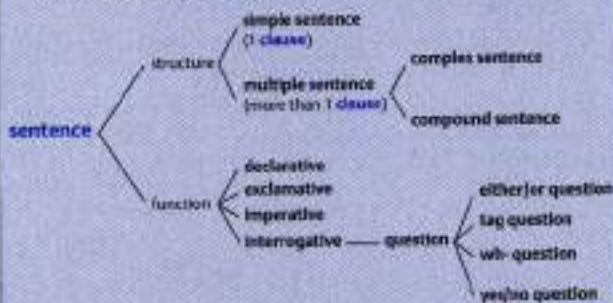 simple sentence
(1 clause)
structure
complex sentence
multiple sentence
(more than 1 clause)
compound sentence
sentence
declarative
exclamative
either/or question
function
imperative
tag question
interrogative
question
wh- question
yes/no question